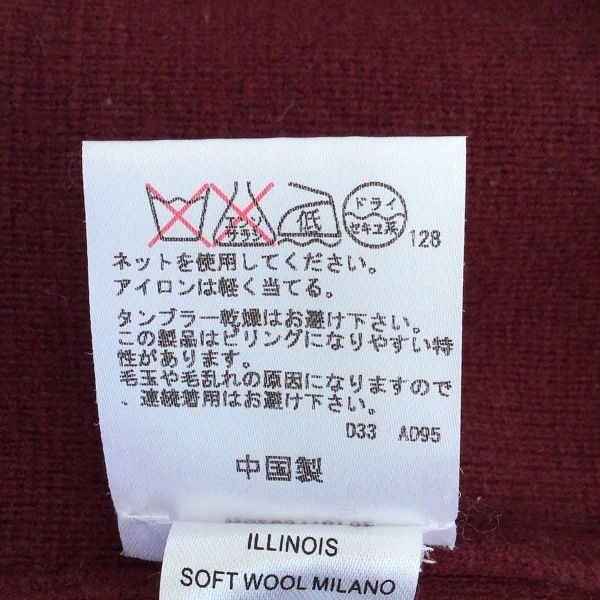 エンソ
サラシ
低
ドライ
セキユ系
128
ネットを使用してください。
アイロンは軽く当てる。
タンブラー乾燥はお避け下さい。
この製品はピリングになりやすい特
性があります。
毛玉や毛乱れの原因になりますので
、連続着用はお避け下さい。
D33 AD95
中国製
ILLINOIS
SOFT WOOL MILANO